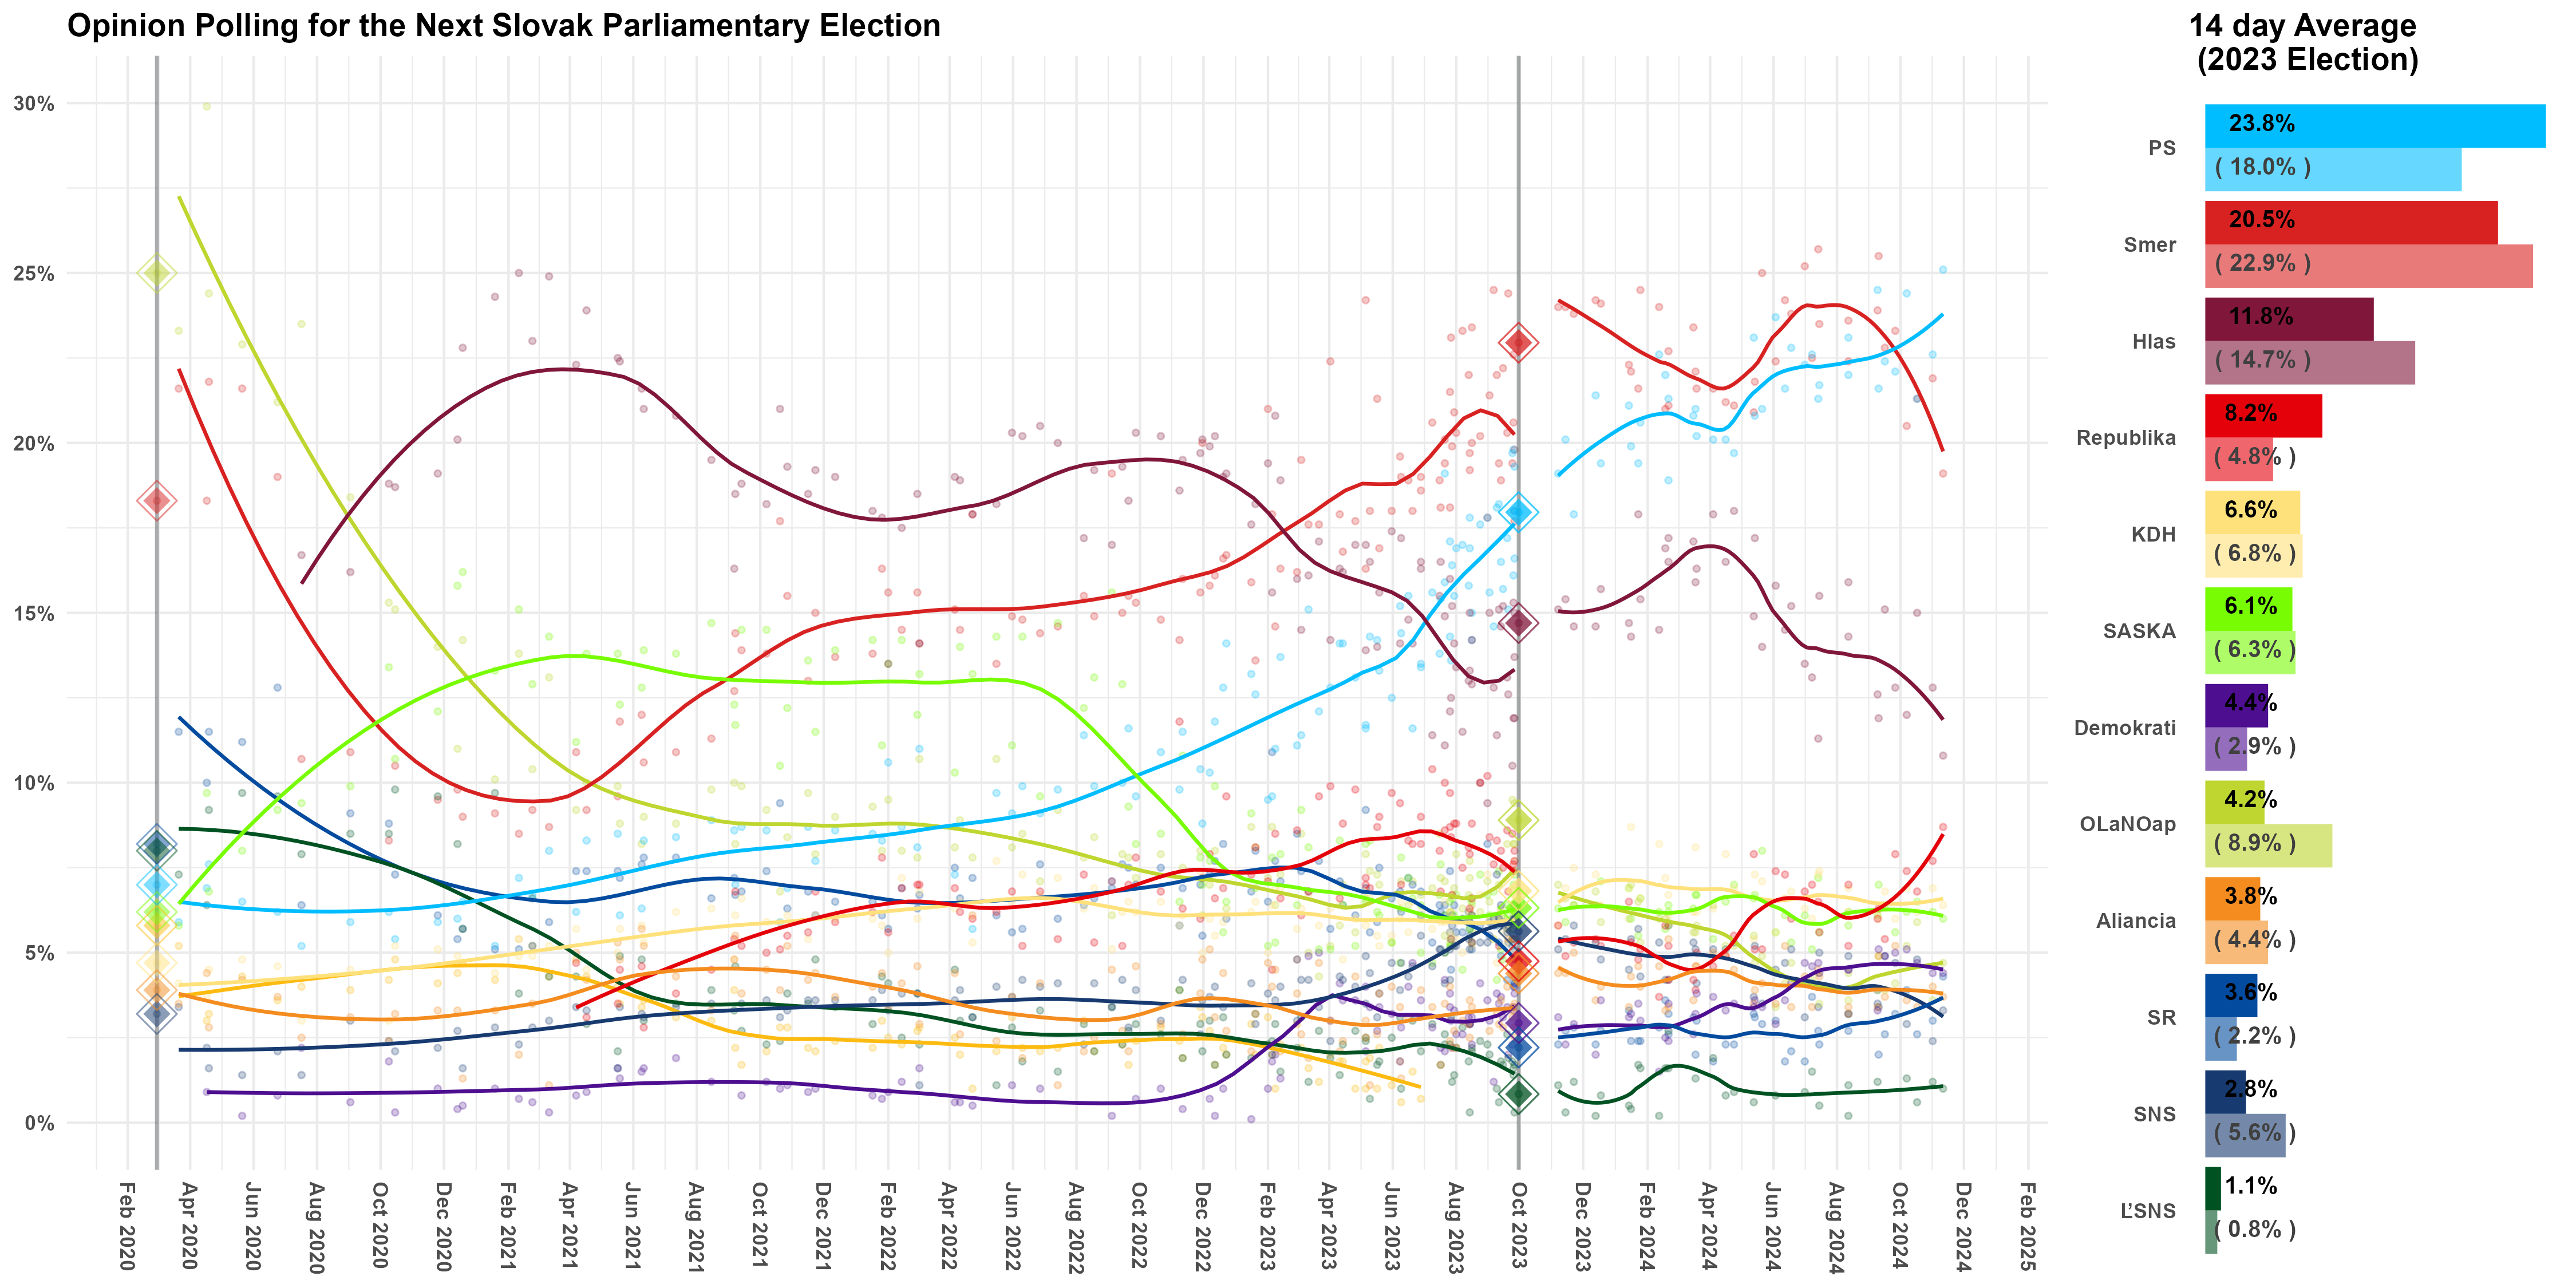 Opinion Polling for the Next Slovak Parliamentary Election
14 day Average
(2023 Election)
30%
25%
20%
15%
10%
5%
0%
Feb 2020
Apr 2020
Jun 2020
Aug 2020
Oct 2020
Dec 2020
Feb 2021
Apr 2021
Jun 2021
Aug 2021
Oct 2021
Dec 2021
Feb 2022
Apr 2022
Jun 2022
Aug 2022
Oct 2022
Dec 2022
Feb 2023
Apr 2023
Jun 2023
Aug 2023
Oct 2023
Dec 2023
Feb 2024
Apr 2024
Jun 2024
Aug 2024
Oct 2024
Dec 2024
Feb 2025
PS
23.8%
( 18.0% )
Smer
20.5%
( 22.9% )
Hlas
11.8%
( 14.7% )
Republika
8.2%
( 4.8% )
KDH
6.6%
( 6.8% )
SASKA
6.1%
( 6.3% )
Demokrati
4.4%
( 2.9% )
OLaNOap
4.2%
( 8.9% )
Aliancia
3.8%
( 4.4% )
SR
3.6%
( 2.2% )
SNS
2.8%
( 5.6% )
ĽSNS
1.1%
( 0.8% )